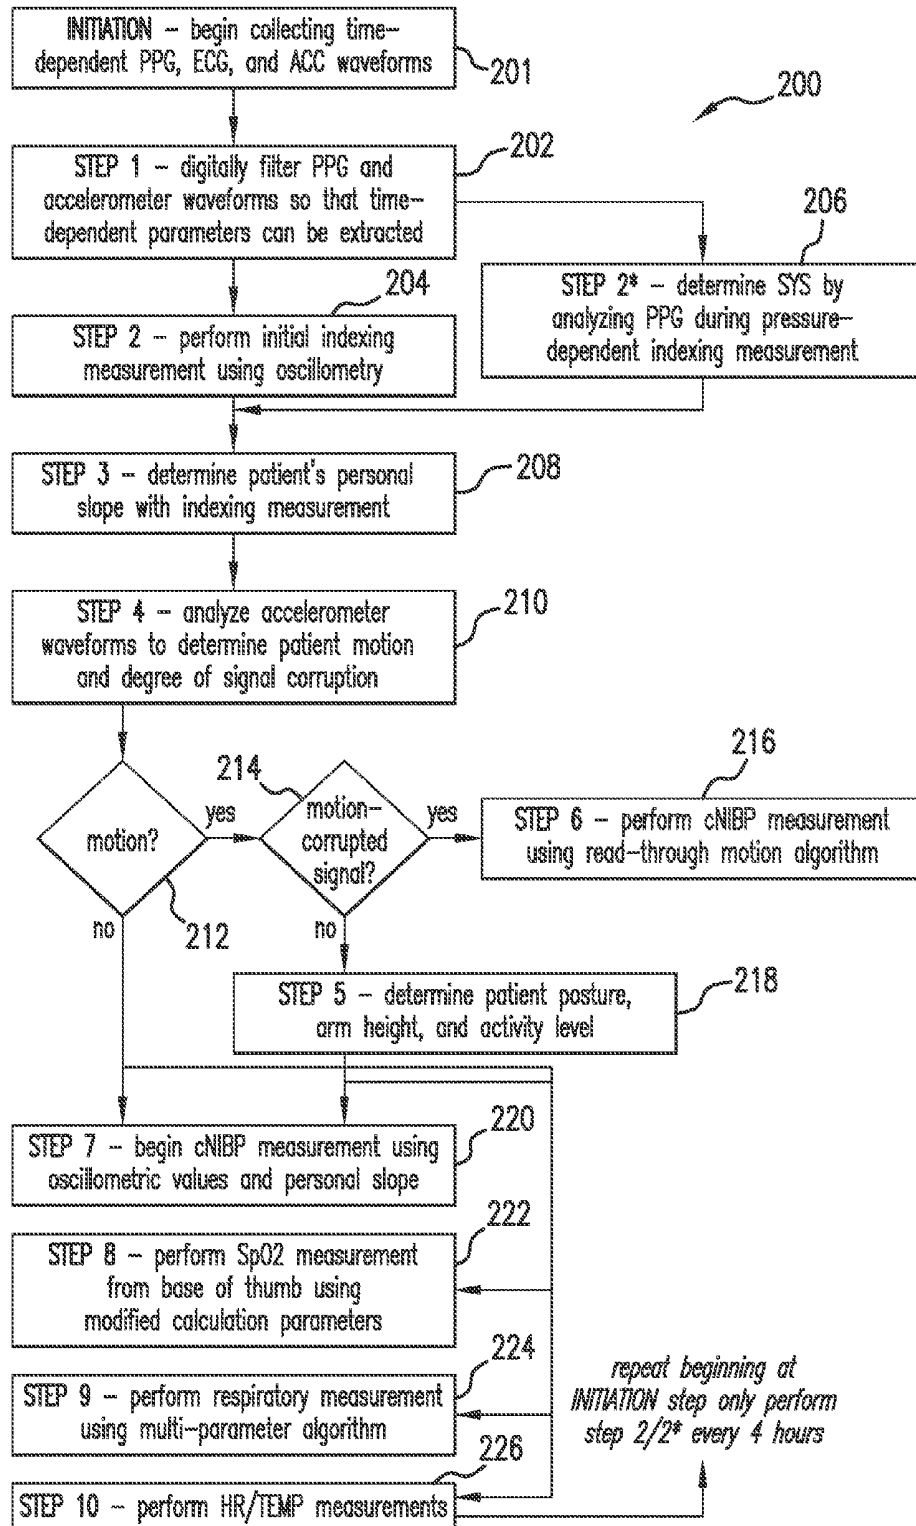 INITIATION – begin collecting time-
dependent PPG, ECG, and ACC waveforms
201
200
STEP 1 – digitally filter PPG and
accelerometer waveforms so that time-
dependent parameters can be extracted
202
206
STEP 2* – determine SYS by
analyzing PPG during pressure-
dependent indexing measurement
204
STEP 2 – perform initial indexing
measurement using oscillometry
STEP 3 – determine patient's personal
slope with indexing measurement
208
STEP 4 – analyze accelerometer
waveforms to determine patient motion
and degree of signal corruption
210
motion?
yes
no
212
214
motion-
corrupted
signal?
yes
no
216
STEP 6 – perform cNIBP measurement
using read-through motion algorithm
STEP 5 – determine patient posture,
arm height, and activity level
218
STEP 7 – begin cNIBP measurement using
oscillometric values and personal slope
220
222
STEP 8 – perform SpO2 measurement
from base of thumb using
modified calculation parameters
224
STEP 9 – perform respiratory measurement
using multi-parameter algorithm
226
STEP 10 – perform HR/TEMP measurements
repeat beginning at
INITIATION step only perform
step 2/2* every 4 hours